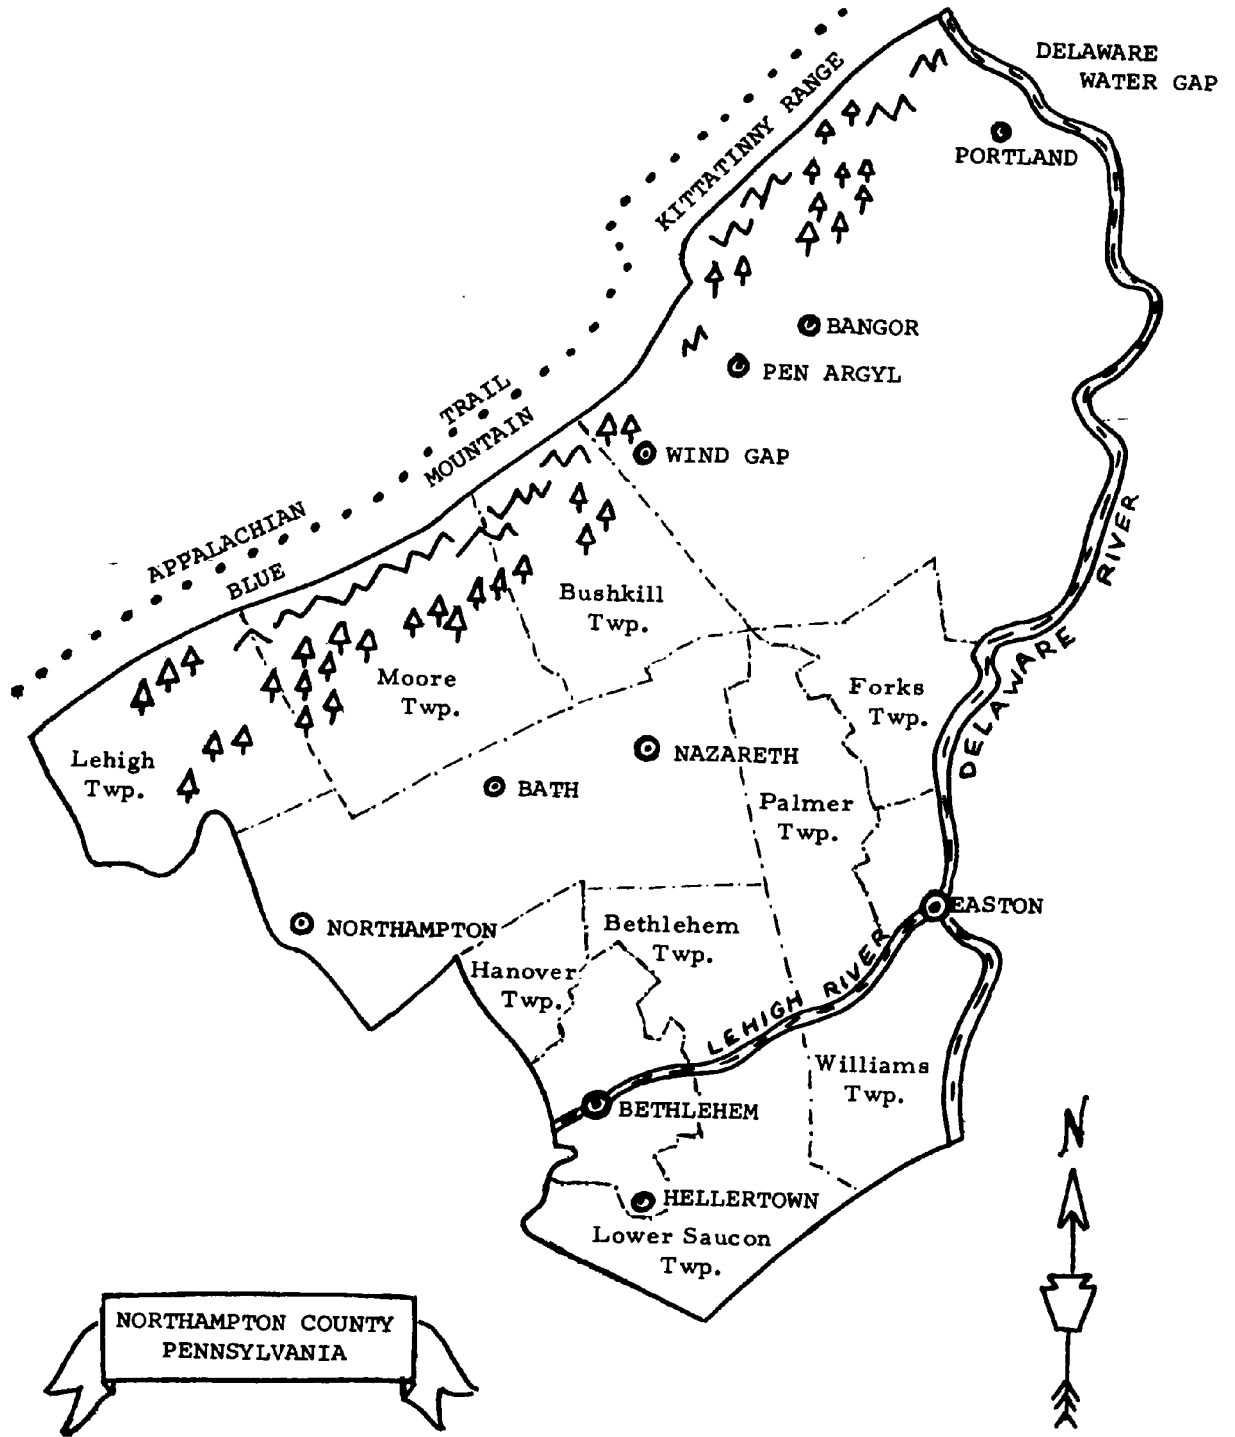 DELAWARE
WATER GAP
KITTATINNY RANGE
PORTLAND
BANGOR
PEN ARGYL
TRAIL
MOUNTAIN
WIND GAP
APPALACHIAN
BLUE
RIVER
DELAWARE
Bushkill
Twp.
Moore
Twp.
Forks
Twp.
Lehigh
Twp.
NAZARETH
BATH
Palmer
Twp.
EASTON
NORTHAMPTON
Bethlehem
Twp.
Hanover
Twp.
LEHIGH RIVER
Williams
Twp.
BETHLEHEM
N
HELLERTOWN
Lower Saucon
Twp.
NORTHAMPTON COUNTY
PENNSYLVANIA